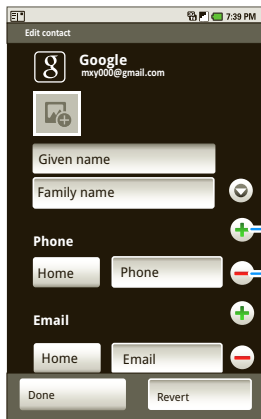 7:39 PM
Edit contact
g Google
mxy000@gmail.com
Given name
Family name
Phone
Home Phone
Email
Home Email
Done Revert